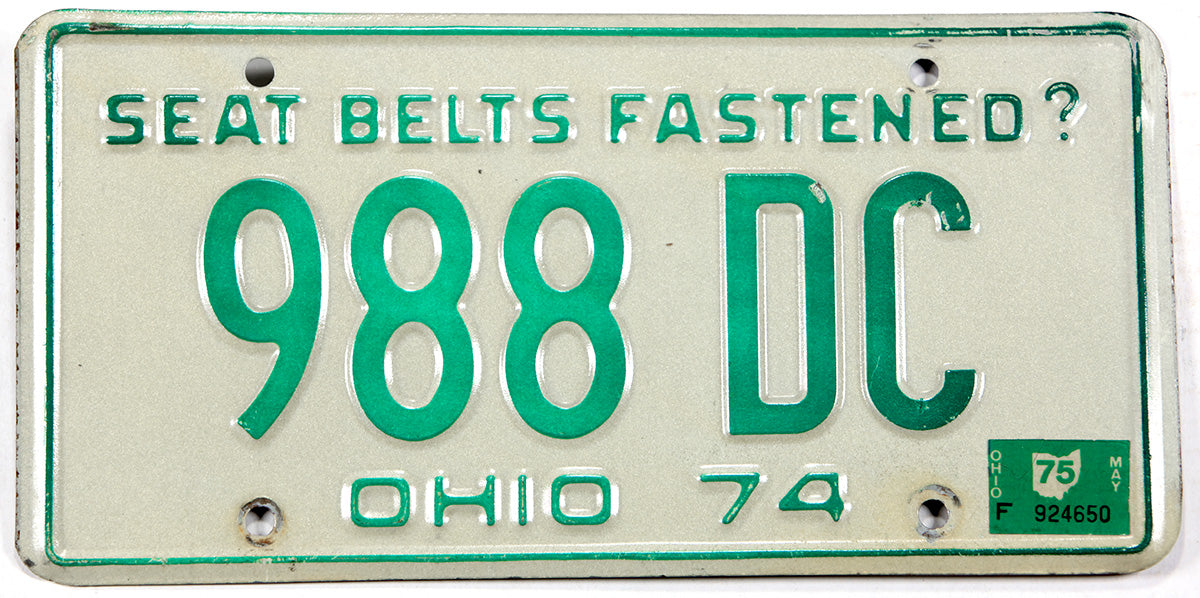 SEAT BELTS FASTENED?
988 DC
OHIO 74
OHIO 75 MAY
F 924650